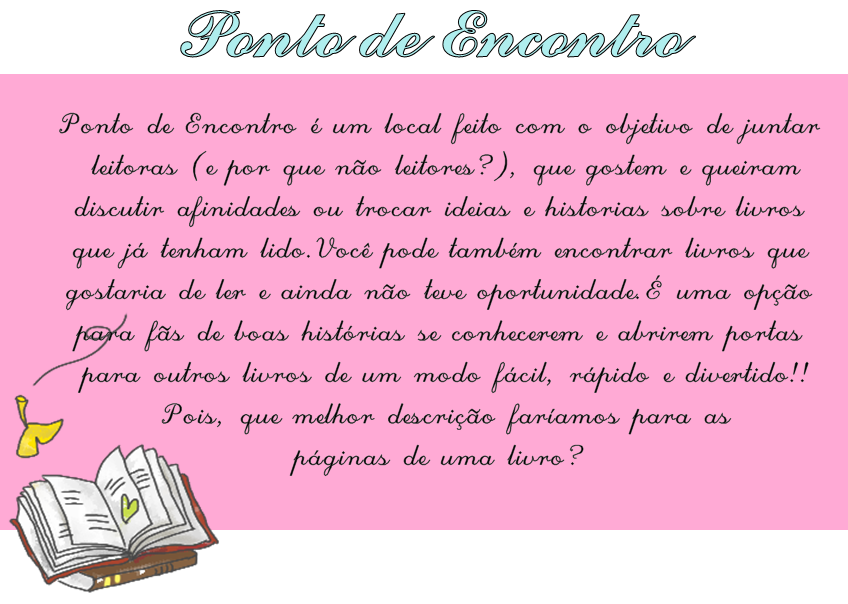 Ponto de Encontro
Ponto de Encontro é um local feito com o objetivo de juntar
leitoras (e por que não leitores?), que gostem e queiram
discutir afinidades ou trocar ideias e historias sobre livros
que já tenham lido.Você pode também encontrar livros que
gostaria de ler e ainda não teve oportunidade.É uma opção
para fãs de boas histórias se conhecerem e abrirem portas
para outros livros de um modo fácil, rápido e divertido!!
Pois, que melhor descrição faríamos para as
páginas de uma livro?